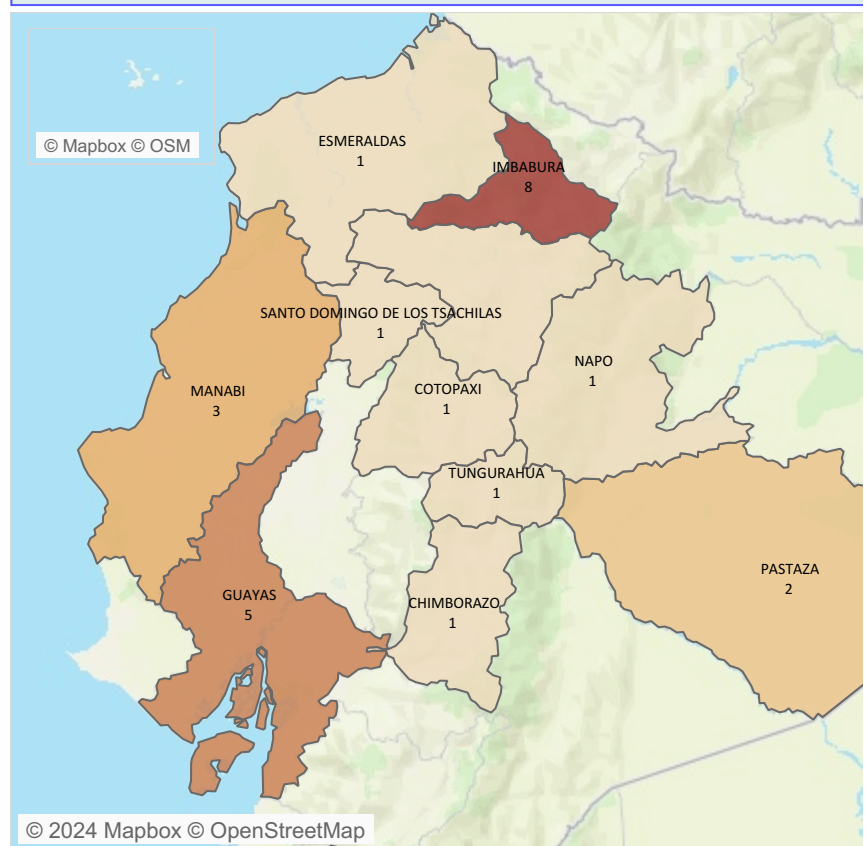 © Mapbox © OSM
ESMERALDAS
1
IMBABURA
8
SANTO DOMINGO DE LOS TSACHILAS
1
NAPO
1
MANABI
3
COTOPAXI
1
TUNGURAHUA
1
PASTAZA
2
GUAYAS
5
CHIMBORAZO
1
© 2024 Mapbox © OpenStreetMap